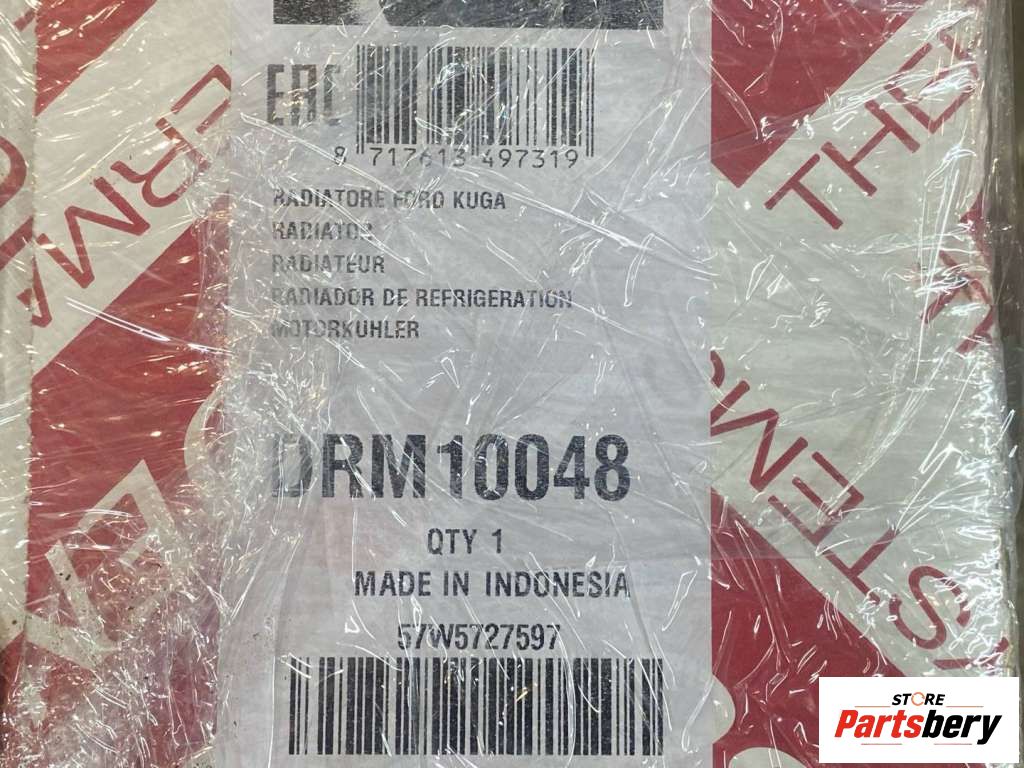 EAC
8 717613 497319
RADIATORE FORD KUGA
RADIATOR
RADIATEUR
RADIADOR DE REFRIGERATION
MOTORKUHLER
DRM10048
QTY 1
MADE IN INDONESIA
57W5727597
STORE
Partsbery